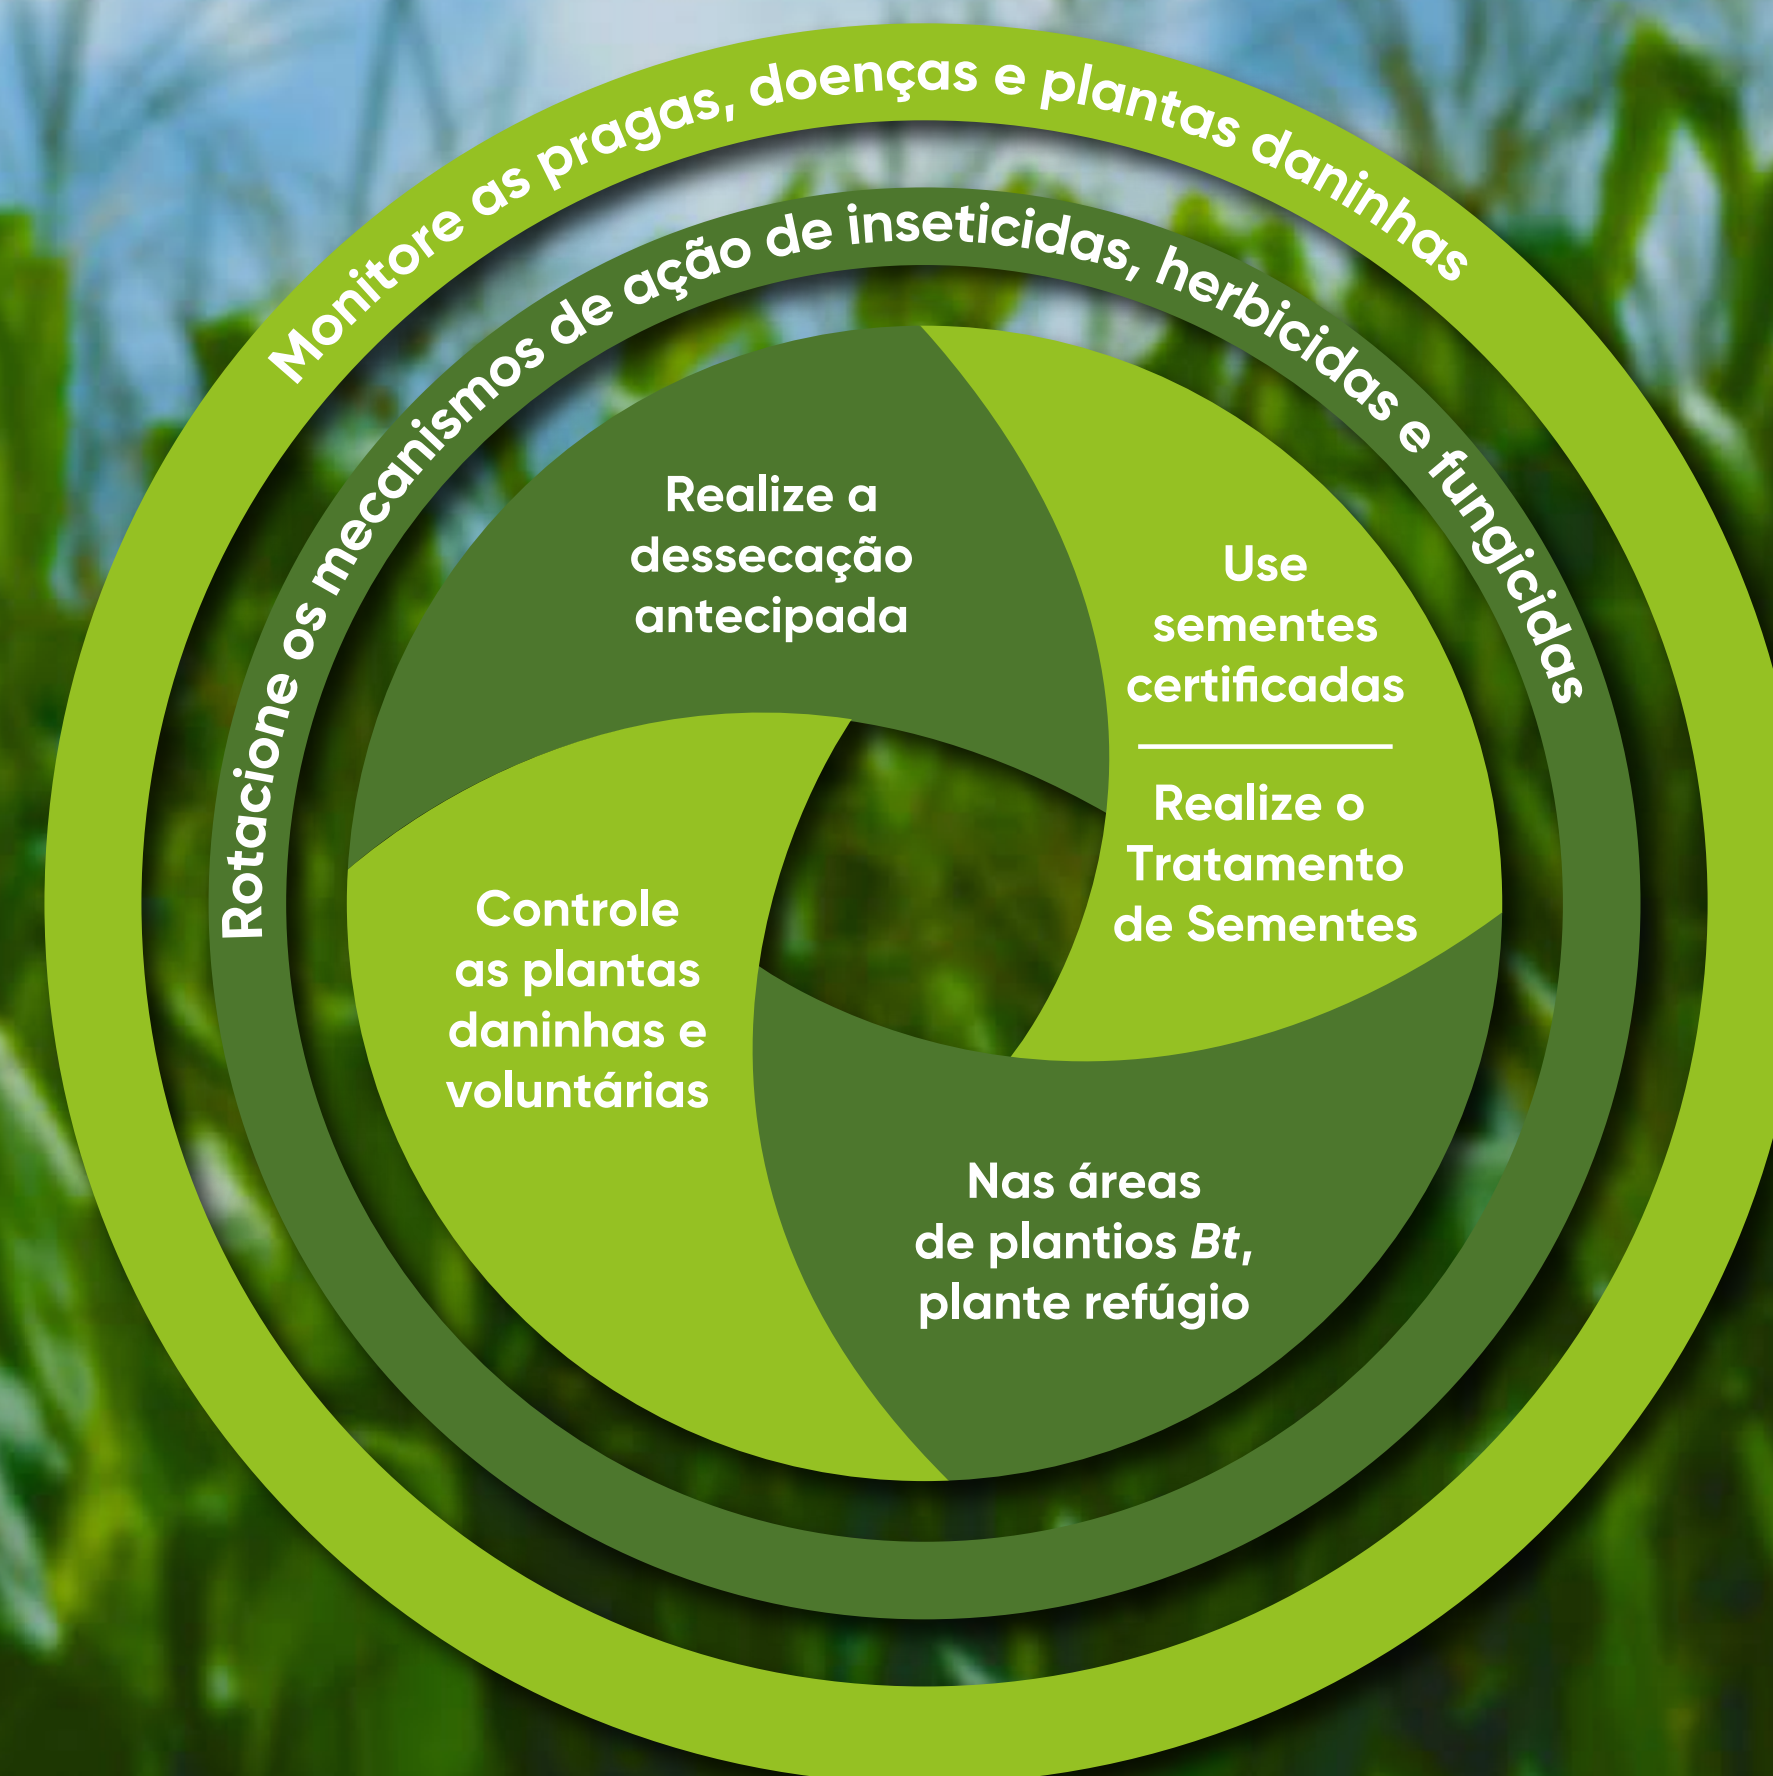 Monitore as pragas, doenças e plantas daninhas
Rotacione os mecanismos de ação de inseticidas, herbicidas e fungicidas
Realize a
dessecação
antecipada
Use
sementes
certificadas
Realize o
Tratamento
de Sementes
Controle
as plantas
daninhas e
voluntárias
Nas áreas
de plantios Bt,
plante refúgio